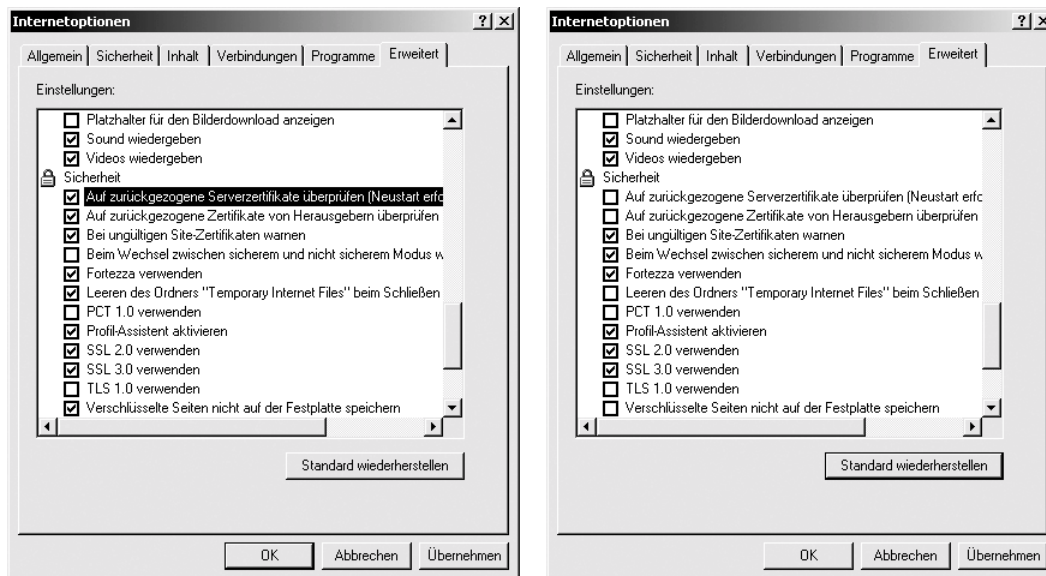 Internetoptionen
Allgemein Sicherheit Inhalt Verbindungen Programme Erweitert
Einstellungen:
Platzhalter für den Bilderdownload anzeigen
Sound wiedergeben
Videos wiedergeben
Sicherheit
Auf zurückgezogene Serverzertifikate überprüfen (Neustart erfc
Auf zurückgezogene Zertifikate von Herausgebern überprüfen
Bei ungültigen Site-Zertifikaten warnen
Beim Wechsel zwischen sicherem und nicht sicherem Modus w
Fortezza verwenden
Leeren des Ordners "Temporary Internet Files" beim Schließen
PCT 1.0 verwenden
Profil-Assistent aktivieren
SSL 2.0 verwenden
SSL 3.0 verwenden
TLS 1.0 verwenden
Verschlüsselte Seiten nicht auf der Festplatte speichern
Standard wiederherstellen
OK Abbrechen Übernehmen
Internetoptionen
Allgemein Sicherheit Inhalt Verbindungen Programme Erweitert
Einstellungen:
Platzhalter für den Bilderdownload anzeigen
Sound wiedergeben
Videos wiedergeben
Sicherheit
Auf zurückgezogene Serverzertifikate überprüfen (Neustart erfc
Auf zurückgezogene Zertifikate von Herausgebern überprüfen
Bei ungültigen Site-Zertifikaten warnen
Beim Wechsel zwischen sicherem und nicht sicherem Modus w
Fortezza verwenden
Leeren des Ordners "Temporary Internet Files" beim Schließen
PCT 1.0 verwenden
Profil-Assistent aktivieren
SSL 2.0 verwenden
SSL 3.0 verwenden
TLS 1.0 verwenden
Verschlüsselte Seiten nicht auf der Festplatte speichern
Standard wiederherstellen
OK Abbrechen Übernehmen